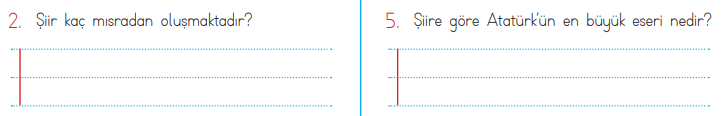 2. Şiir kaç mısradan oluşmaktadır?
5. Şiire göre Atatürk'ün en büyük eseri nedir?